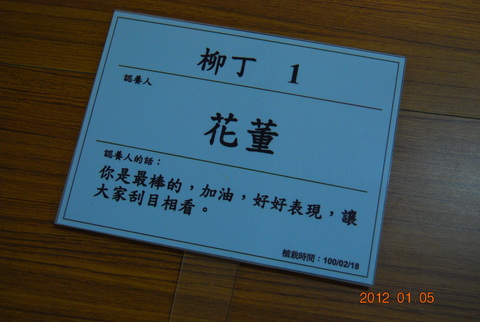 柳丁 1
認養人
花董
認養人的話：
你是最棒的，加油，好好表現，讓
大家刮目相看。
植栽時間：100/02/18
2012 01 05